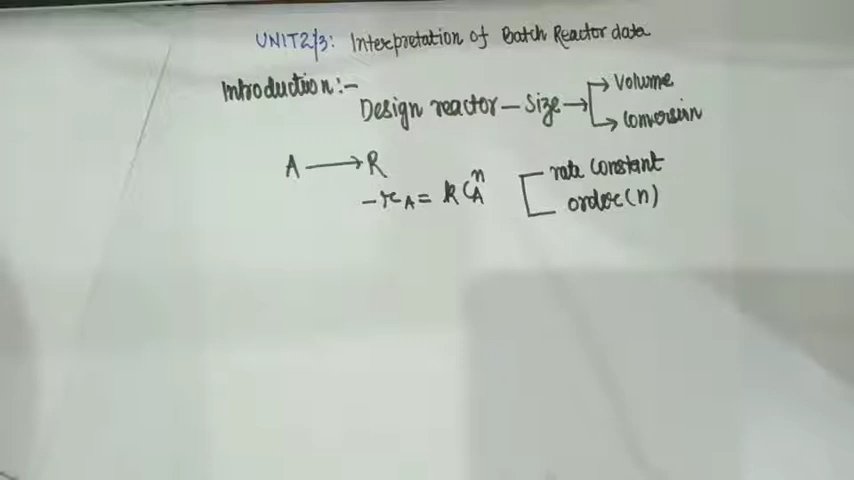 UNIT2/3: Interpretation of Batch Reactor data
Introduction:-
Design reactor - Size → Volume
→ Conversion
A → R
-rA = k CA^n [ rate constant
order(n)